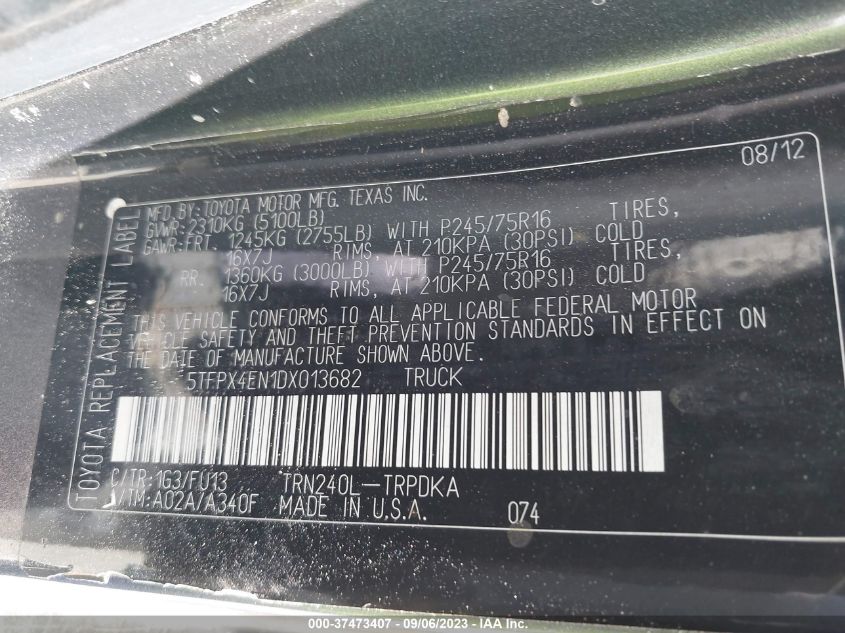 08/12
TOYOTA REPLACEMENT LABEL
MFD. BY: TOYOTA MOTOR MFG. TEXAS INC.
GVWR: 2310KG (5100LB)
GAWR: FRT. 1245KG (2755LB) WITH P245/75R16 TIRES,
16X7J RIMS, AT 210KPA (30PSI) COLD
RR. 1360KG (3000LB) WITH P245/75R16 TIRES,
16X7J RIMS, AT 210KPA (30PSI) COLD
THIS VEHICLE CONFORMS TO ALL APPLICABLE FEDERAL MOTOR
VEHICLE SAFETY AND THEFT PREVENTION STANDARDS IN EFFECT ON
THE DATE OF MANUFACTURE SHOWN ABOVE.
5TFPX4EN1DX013682 TRUCK
C/TR: 1G3/FU13 TRN240L-TRPDKA
A/TM: A02A/A340F MADE IN U.S.A. 074
000-37473407 - 09/06/2023 - IAA Inc.